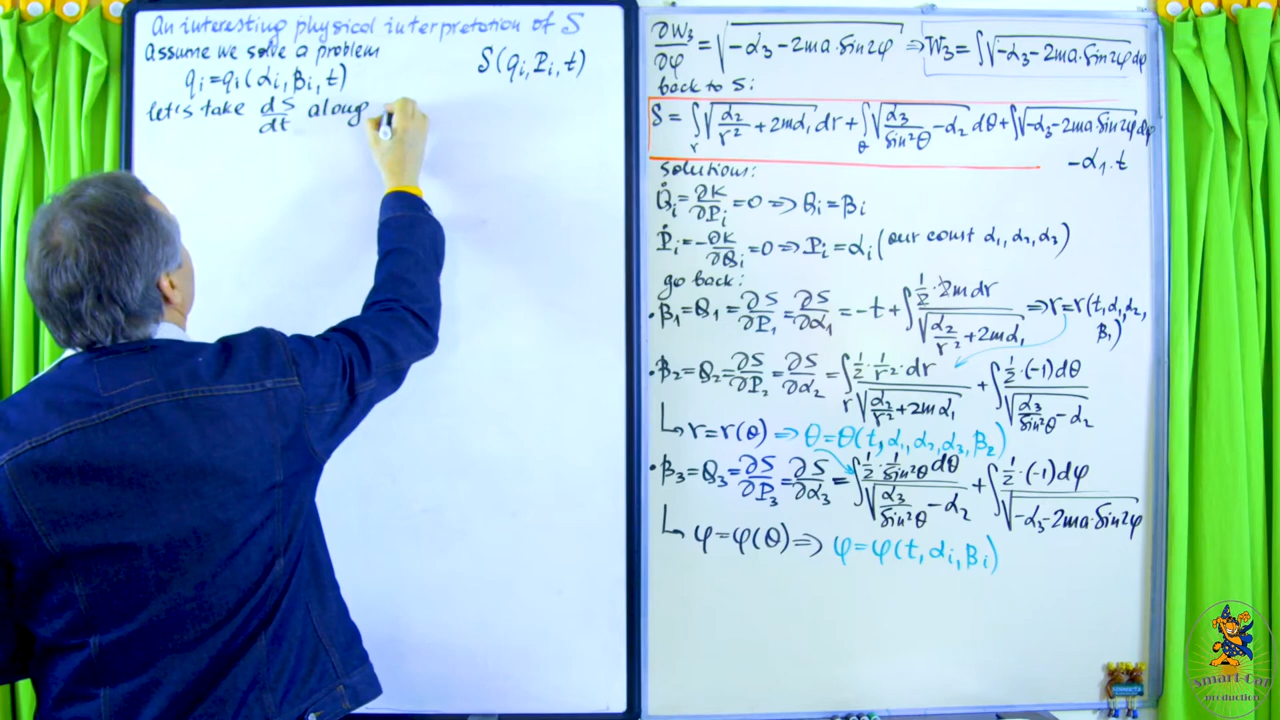 An interesting physical interpretation of S
Assume we solve a problem
qᵢ=qᵢ(αᵢ,βᵢ,t)
S(qᵢ,Pᵢ,t)
let's take dS/dt along
∂W₃/∂φ = √(-α₃-2ma·sin2φ) ⇒ W₃=∫√(-α₃-2ma·sin2φ)dφ
back to S:
S = ∫ᵣ√(α₂/r²+2mα₁)dr+∫_θ√(α₃/sin²θ-α₂)dθ+∫√(-α₃-2ma·sin2φ)dφ
-α₁·t
solutions:
Q̇ᵢ=∂K/∂Pᵢ=0 ⇒ Qᵢ=βᵢ
Ṗᵢ=-∂K/∂Qᵢ=0 ⇒ Pᵢ=αᵢ(our const α₁,α₂,α₃)
go back:
·β₁=Q₁=∂S/∂P₁=∂S/∂α₁=-t+∫(½·2mdr)/√(α₂/r²+2mα₁) ⇒ r=r(t,α₁,α₂,
β₁)
·β₂=Q₂=∂S/∂P₂=∂S/∂α₂=∫ᵣ(½·1/r²·dr)/√(α₂/r²+2mα₁)+∫(½·(-1)dθ)/√(α₃/sin²θ-α₂)
↳r=r(θ) ⇒ θ=θ(t,α₁,α₂,α₃,β₂)
·β₃=Q₃=∂S/∂P₃=∂S/∂α₃=∫(½·1/sin²θ dθ)/√(α₃/sin²θ-α₂)+∫(½·(-1)dφ)/√(-α₃-2ma·sin2φ)
↳φ=φ(θ) ⇒ φ=φ(t,αᵢ,βᵢ)
Smart Cat
production